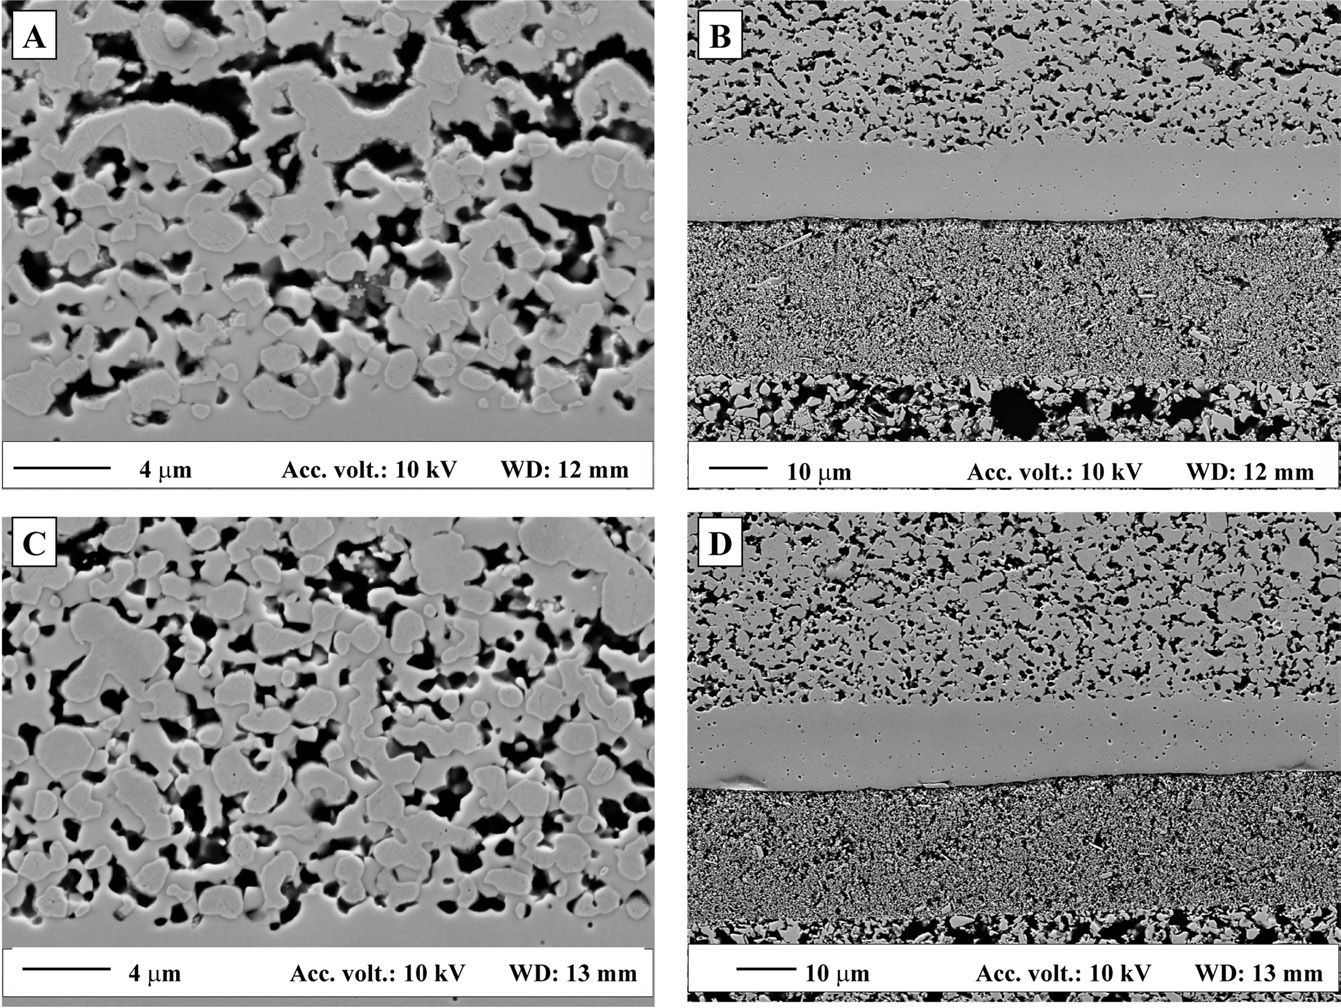 A
B
4 μm Acc. volt.: 10 kV WD: 12 mm
10 μm Acc. volt.: 10 kV WD: 12 mm
C
D
4 μm Acc. volt.: 10 kV WD: 13 mm
10 μm Acc. volt.: 10 kV WD: 13 mm